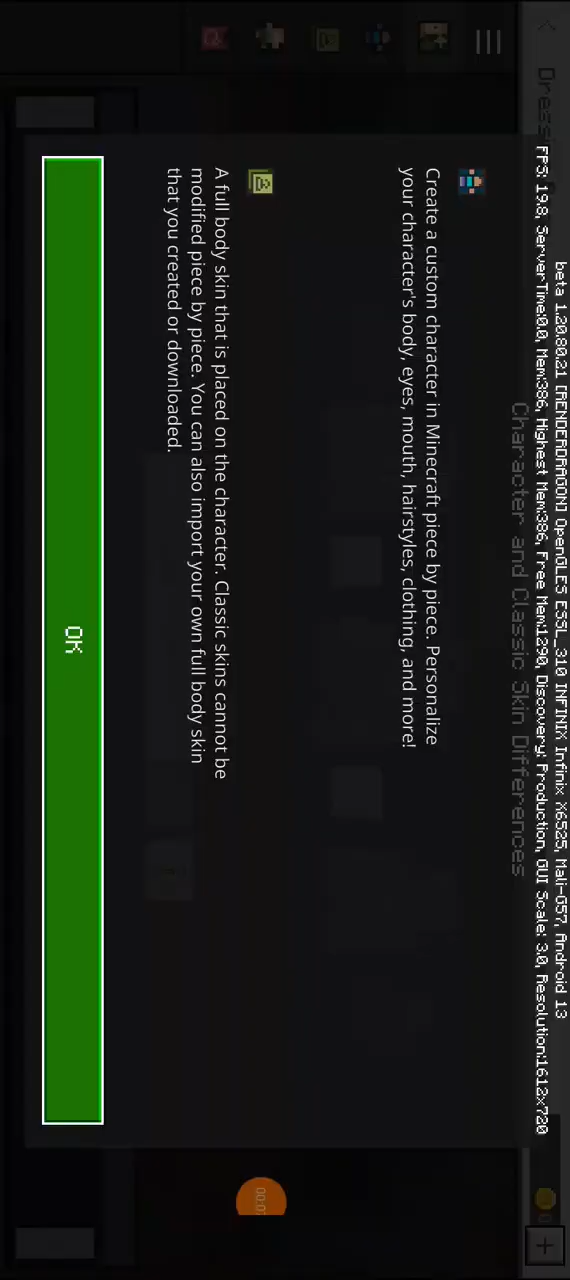 beta 1.20.80.21 [RENDERDRAGON] OpenGLES ESSL_310 INFINIX Infinix X6525, Mali-G57, Android 13
FPS: 19.8, ServerTime:0.0, Mem:386, Highest Mem:386, Free Mem:1290, Discovery: Production, GUI Scale: 3.0, Resolution:1612x720
Character and Classic Skin Differences
Create a custom character in Minecraft piece by piece. Personalize
your character's body, eyes, mouth, hairstyles, clothing, and more!
A full body skin that is placed on the character. Classic skins cannot be
modified piece by piece. You can also import your own full body skin
that you created or downloaded.
OK